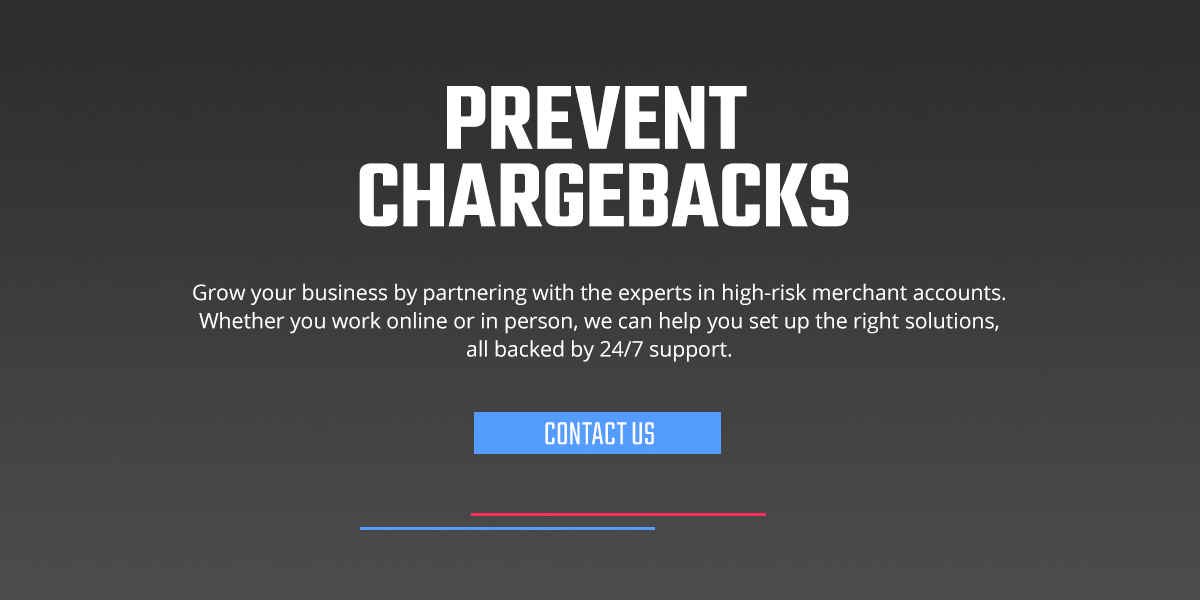 PREVENT
CHARGEBACKS
Grow your business by partnering with the experts in high-risk merchant accounts.
Whether you work online or in person, we can help you set up the right solutions,
all backed by 24/7 support.
CONTACT US